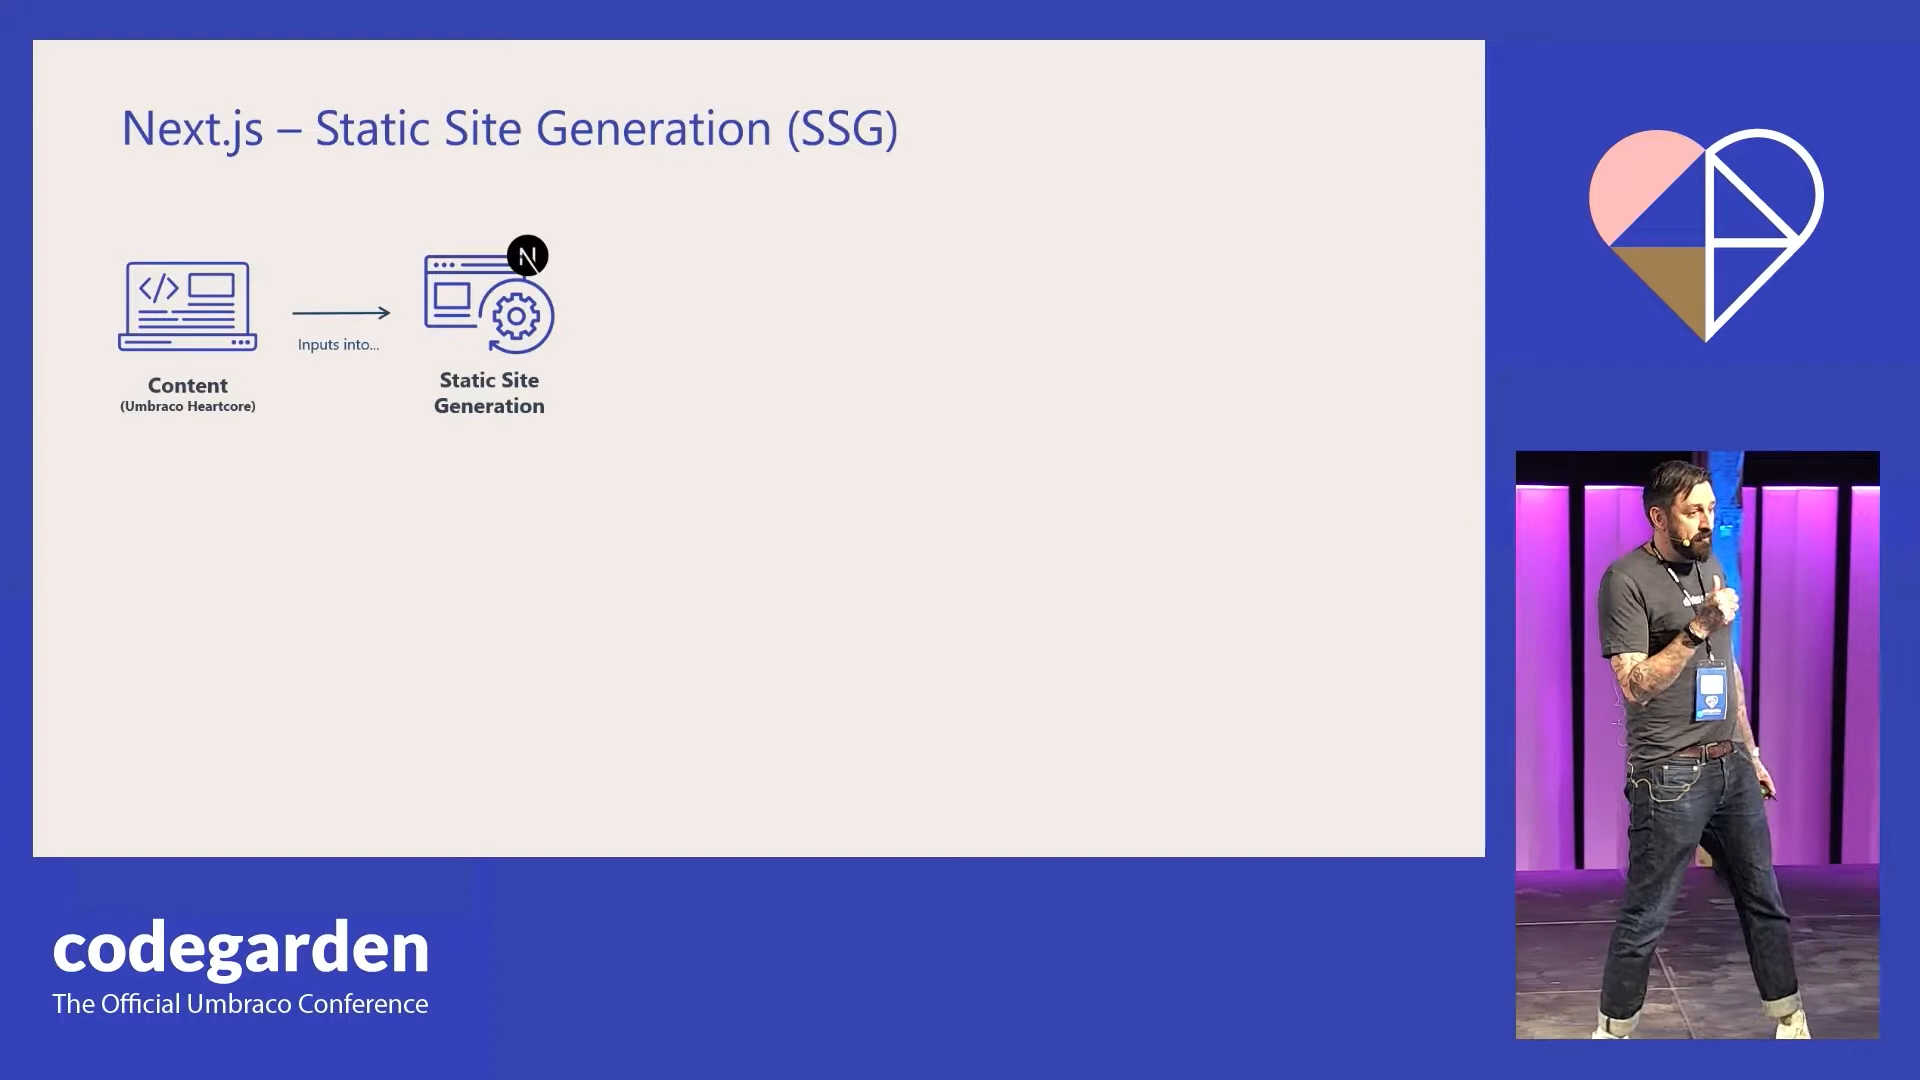 Next.js – Static Site Generation (SSG)
N
Inputs into...
Content
(Umbraco Heartcore)
Static Site
Generation
codegarden
The Official Umbraco Conference